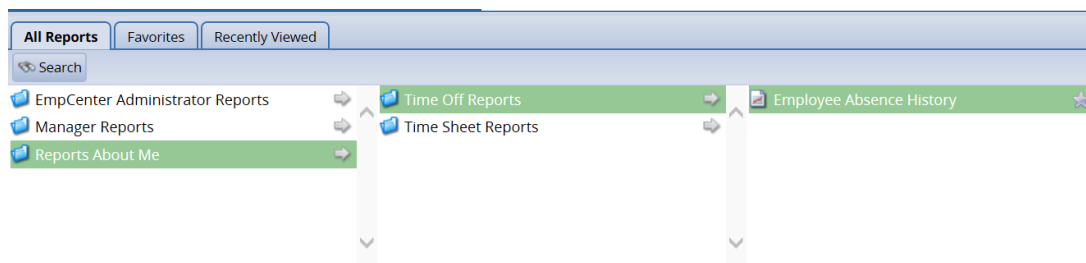 All Reports Favorites Recently Viewed
Search
EmpCenter Administrator Reports
Manager Reports
Reports About Me
Time Off Reports
Time Sheet Reports
Employee Absence History